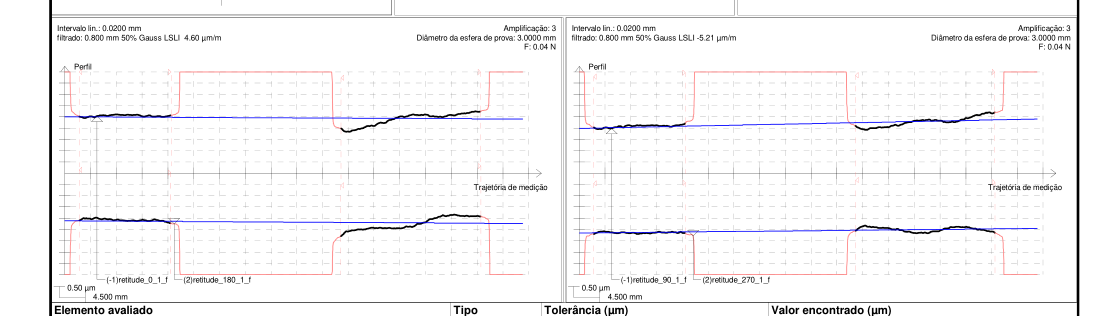 Intervalo lin.: 0.0200 mm
Amplificação: 3
filtrado: 0.800 mm 50% Gauss LSLI 4.60 µm/m
Diâmetro da esfera de prova: 3.0000 mm
F: 0.04 N
Perfil
Trajetória de medição
(-1)retitude_0_1_f
(2)retitude_180_1_f
0.50 µm
4.500 mm
Intervalo lin.: 0.0200 mm
Amplificação: 3
filtrado: 0.800 mm 50% Gauss LSLI -5.21 µm/m
Diâmetro da esfera de prova: 3.0000 mm
F: 0.04 N
Perfil
Trajetória de medição
(-1)retitude_90_1_f
(2)retitude_270_1_f
0.50 µm
4.500 mm
Elemento avaliado Tipo Tolerância (µm) Valor encontrado (µm)